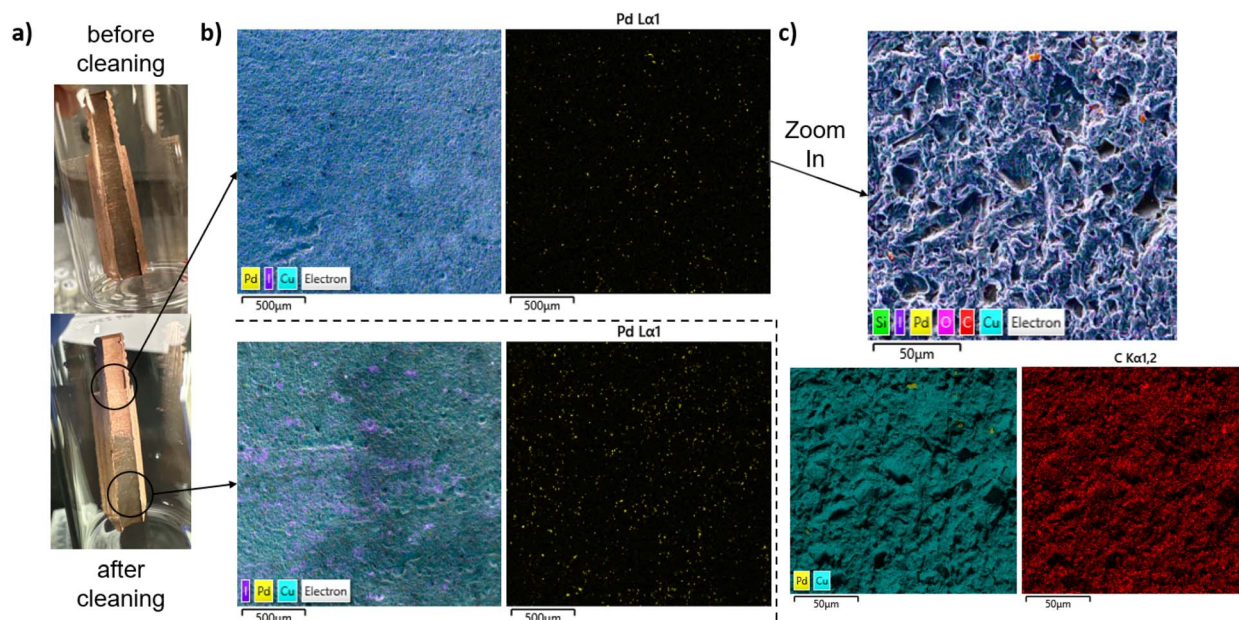 a)
before
cleaning
after
cleaning
b)
Pd Lα1
Pd I Cu Electron
500µm
500µm
Pd Lα1
I Pd Cu Electron
500µm
500µm
Zoom
In
c)
Si I Pd O C Cu Electron
50µm
C Kα1,2
Pd Cu
50µm
50µm